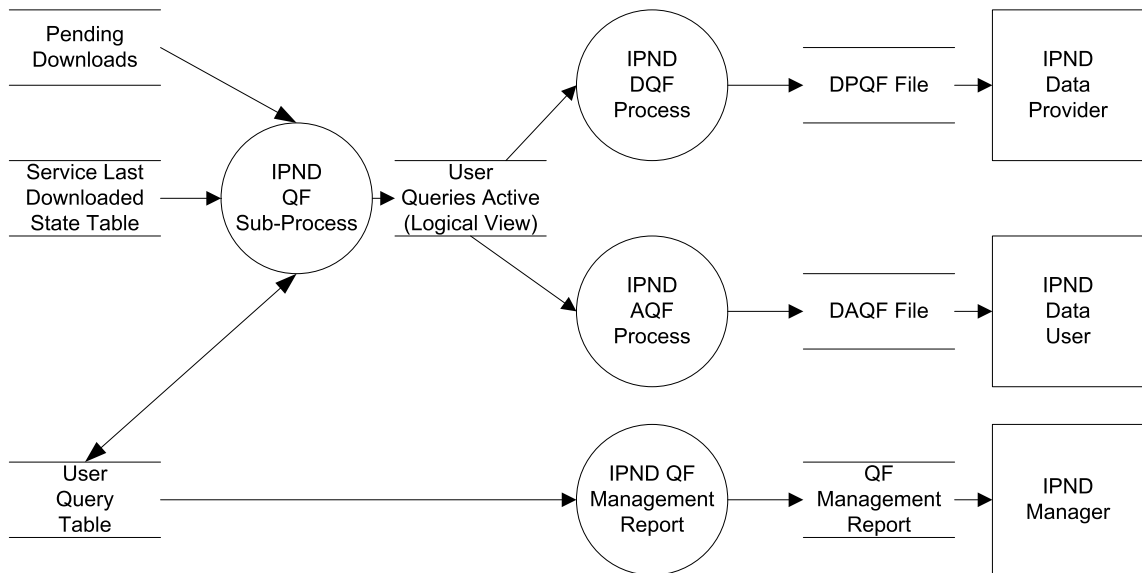 Pending
Downloads
IPND
DQF
Process
DPQF File
IPND
Data
Provider
Service Last
Downloaded
State Table
IPND
QF
Sub-Process
User
Queries Active
(Logical View)
IPND
AQF
Process
DAQF File
IPND
Data
User
User
Query
Table
IPND QF
Management
Report
QF
Management
Report
IPND
Manager